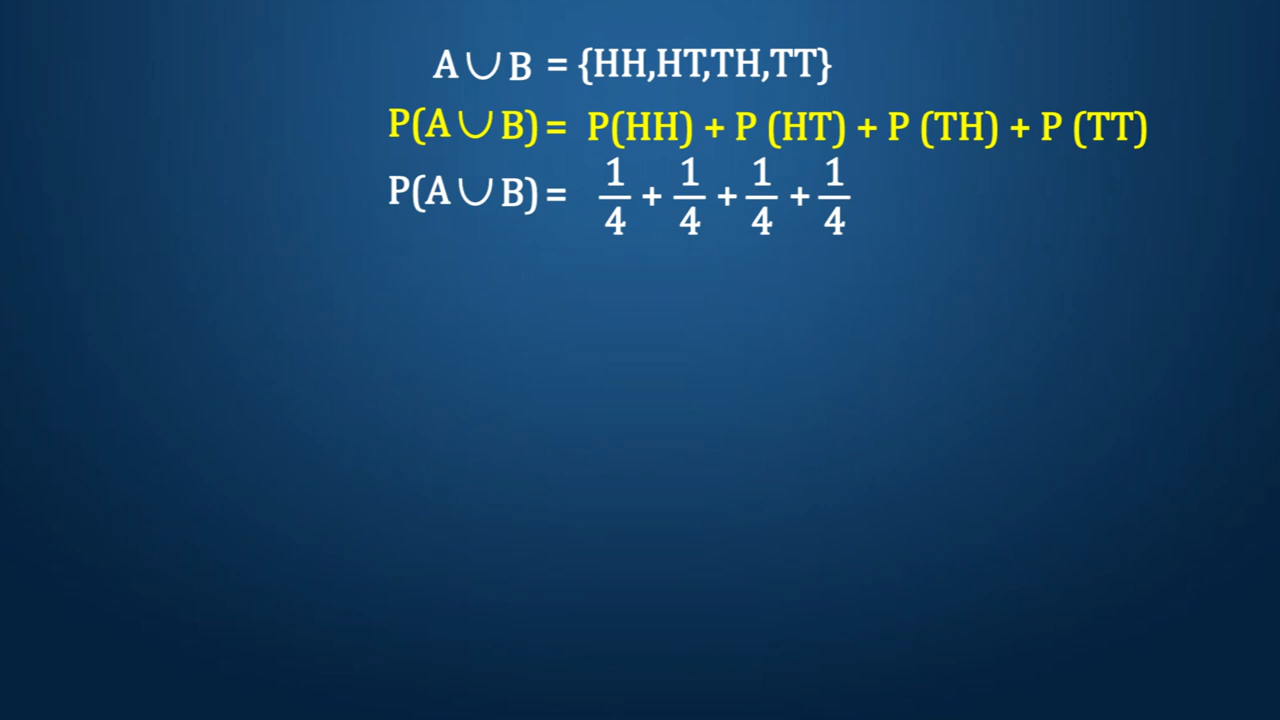 A ∪ B = {HH,HT,TH,TT}
P(A ∪ B) = P(HH) + P (HT) + P (TH) + P (TT)
P(A ∪ B) = 1/4 + 1/4 + 1/4 + 1/4